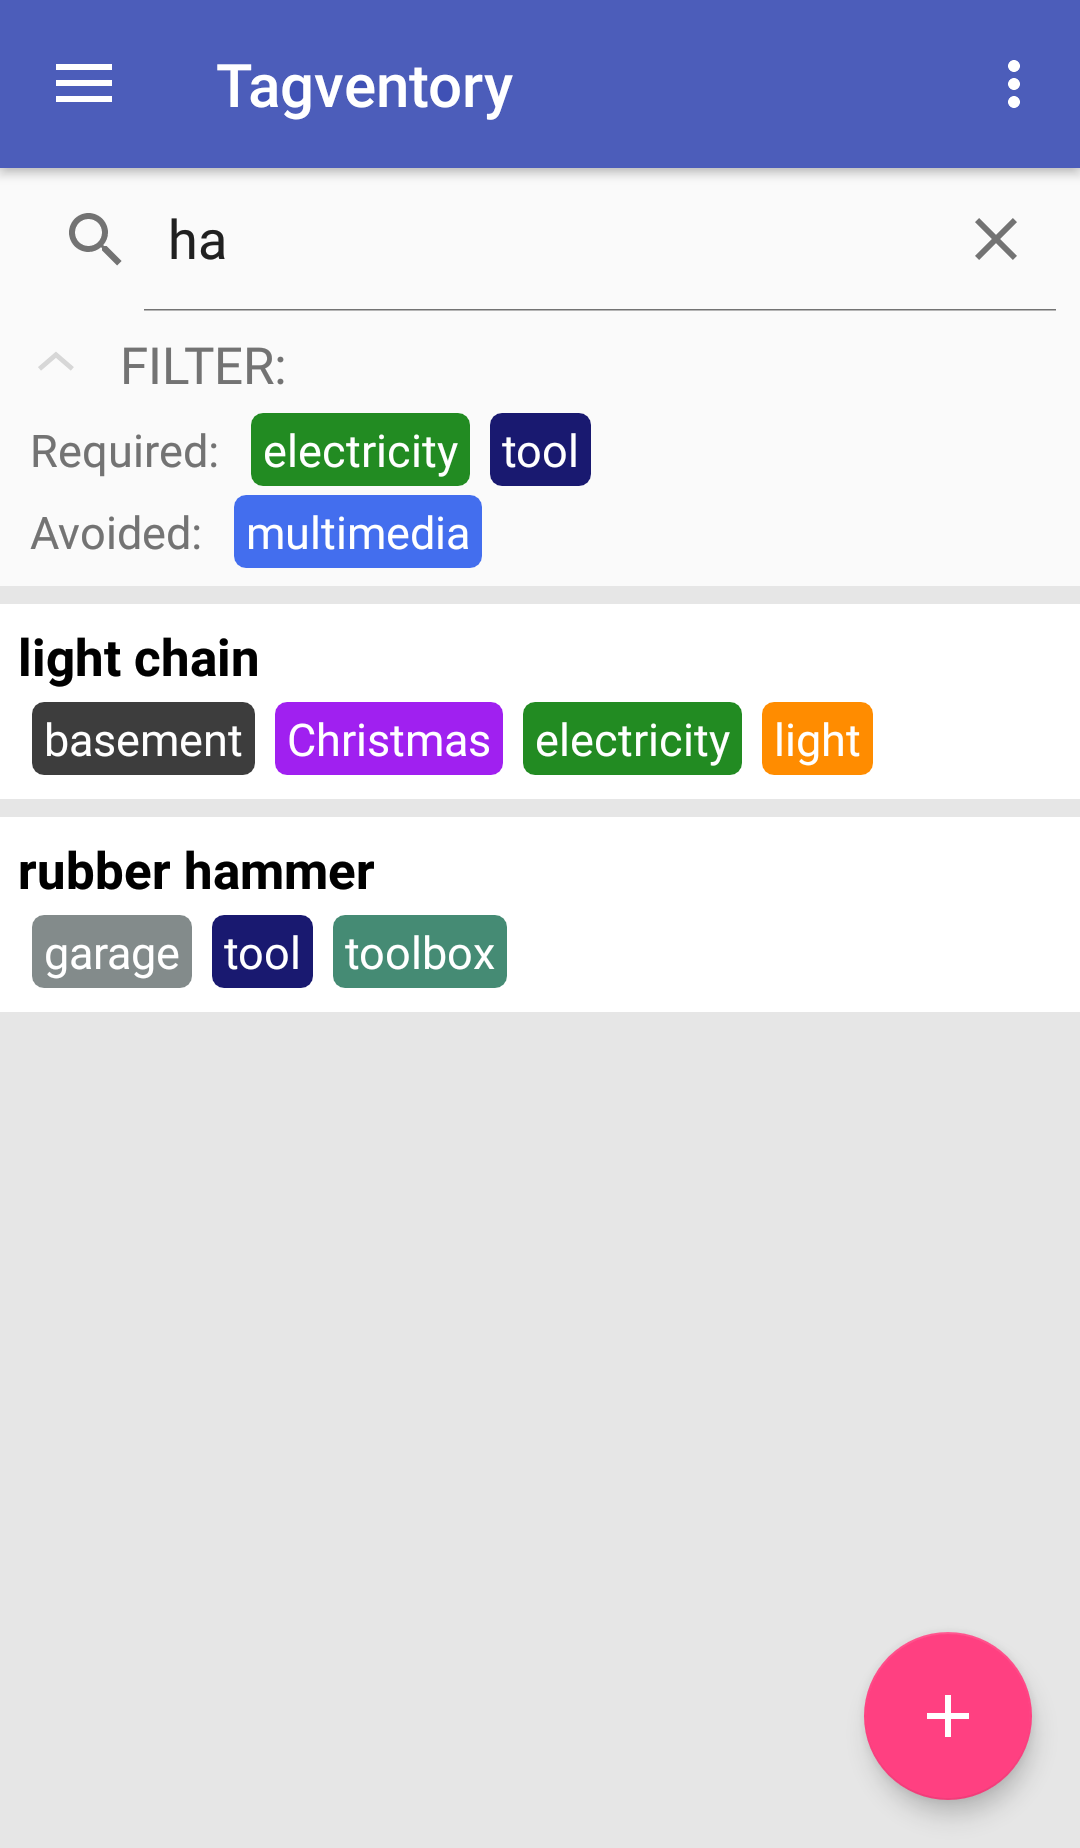 Tagventory
ha
FILTER:
Required: electricity tool
Avoided: multimedia
light chain
basement Christmas electricity light
rubber hammer
garage tool toolbox